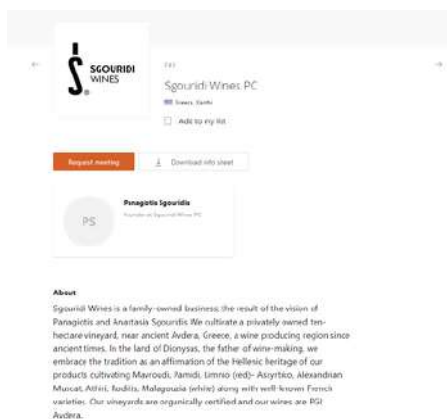 SGOURIDI
WINES
Sgouridi Wines PC
Greece, Xanthi
Add to my list
Request meeting
Download info sheet
PS
Panagiotis Sgouridis
Founder at Sgouridi Wines PC
About
Sgouridi Wines is a family-owned business, the result of the vision of
Panagiotis and Anastasia Sgouridis. We cultivate a privately owned ten-
hectare vineyard, near ancient Avdera, Greece, a wine producing region since
ancient times. In the land of Dionysus, the father of wine-making, we
embrace the tradition as an affirmation of the Hellenic heritage of our
products cultivating Mavroudi, Pamidi, Limnio (red)- Assyrtiko, Alexandrian
Muscat, Athiri, Roditis, Malagouzia (white) along with well-known French
varieties. Our vineyards are organically certified and our wines are PGI
Avdera.